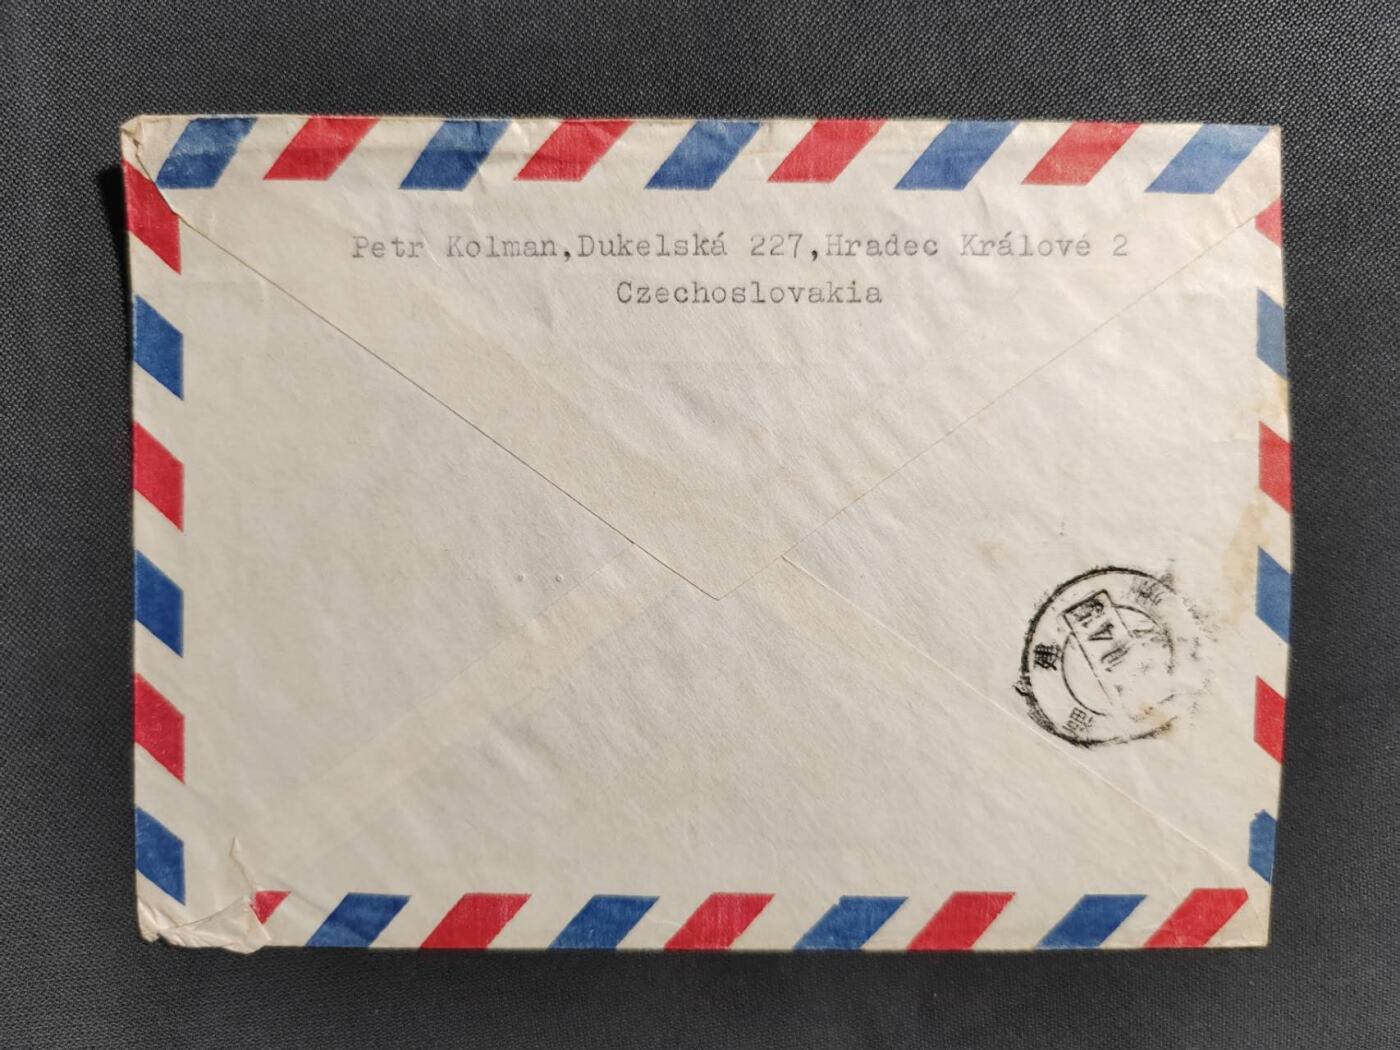 Petr Kolman,Dukelská 227,Hradec Králové 2
Czechoslovakia